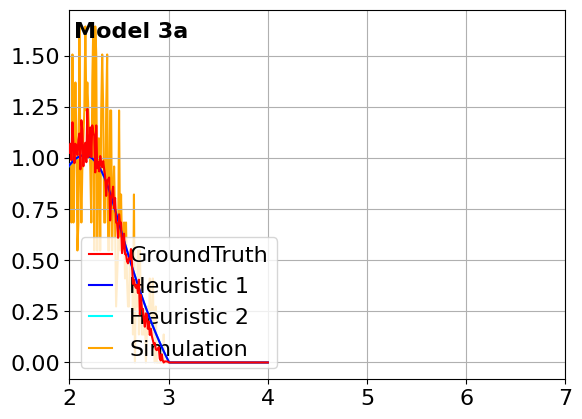 Model 3a
1.50
1.25
1.00
0.75
0.50
0.25
0.00
GroundTruth
Heuristic 1
Heuristic 2
Simulation
2 3 4 5 6 7